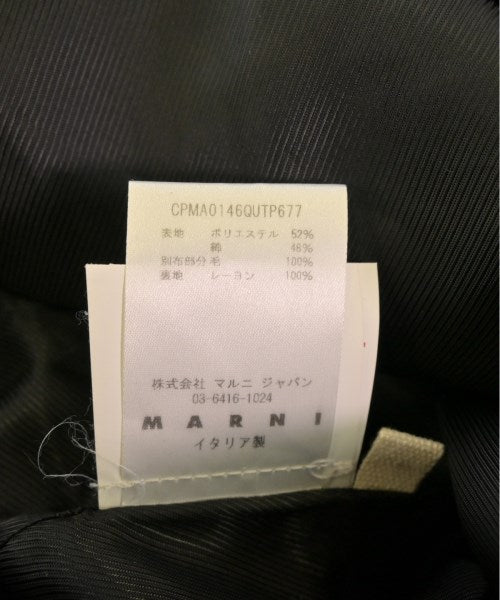 CPMA0146QUTP677
表地 ポリエステル 52%
綿 48%
別布部分 毛 100%
裏地 レーヨン 100%
株式会社 マルニ ジャパン
03-6416-1024
MARNI
イタリア製